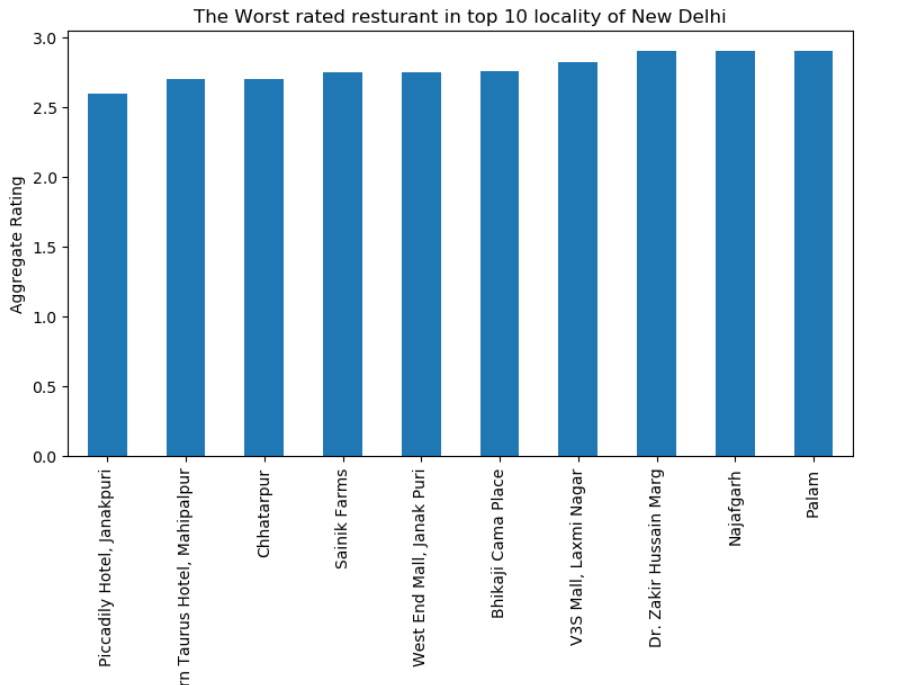 The Worst rated resturant in top 10 locality of New Delhi
Aggregate Rating
3.0
2.5
2.0
1.5
1.0
0.5
0.0
Piccadily Hotel, Janakpuri
rn Taurus Hotel, Mahipalpur
Chhatarpur
Sainik Farms
West End Mall, Janak Puri
Bhikaji Cama Place
V3S Mall, Laxmi Nagar
Dr. Zakir Hussain Marg
Najafgarh
Palam